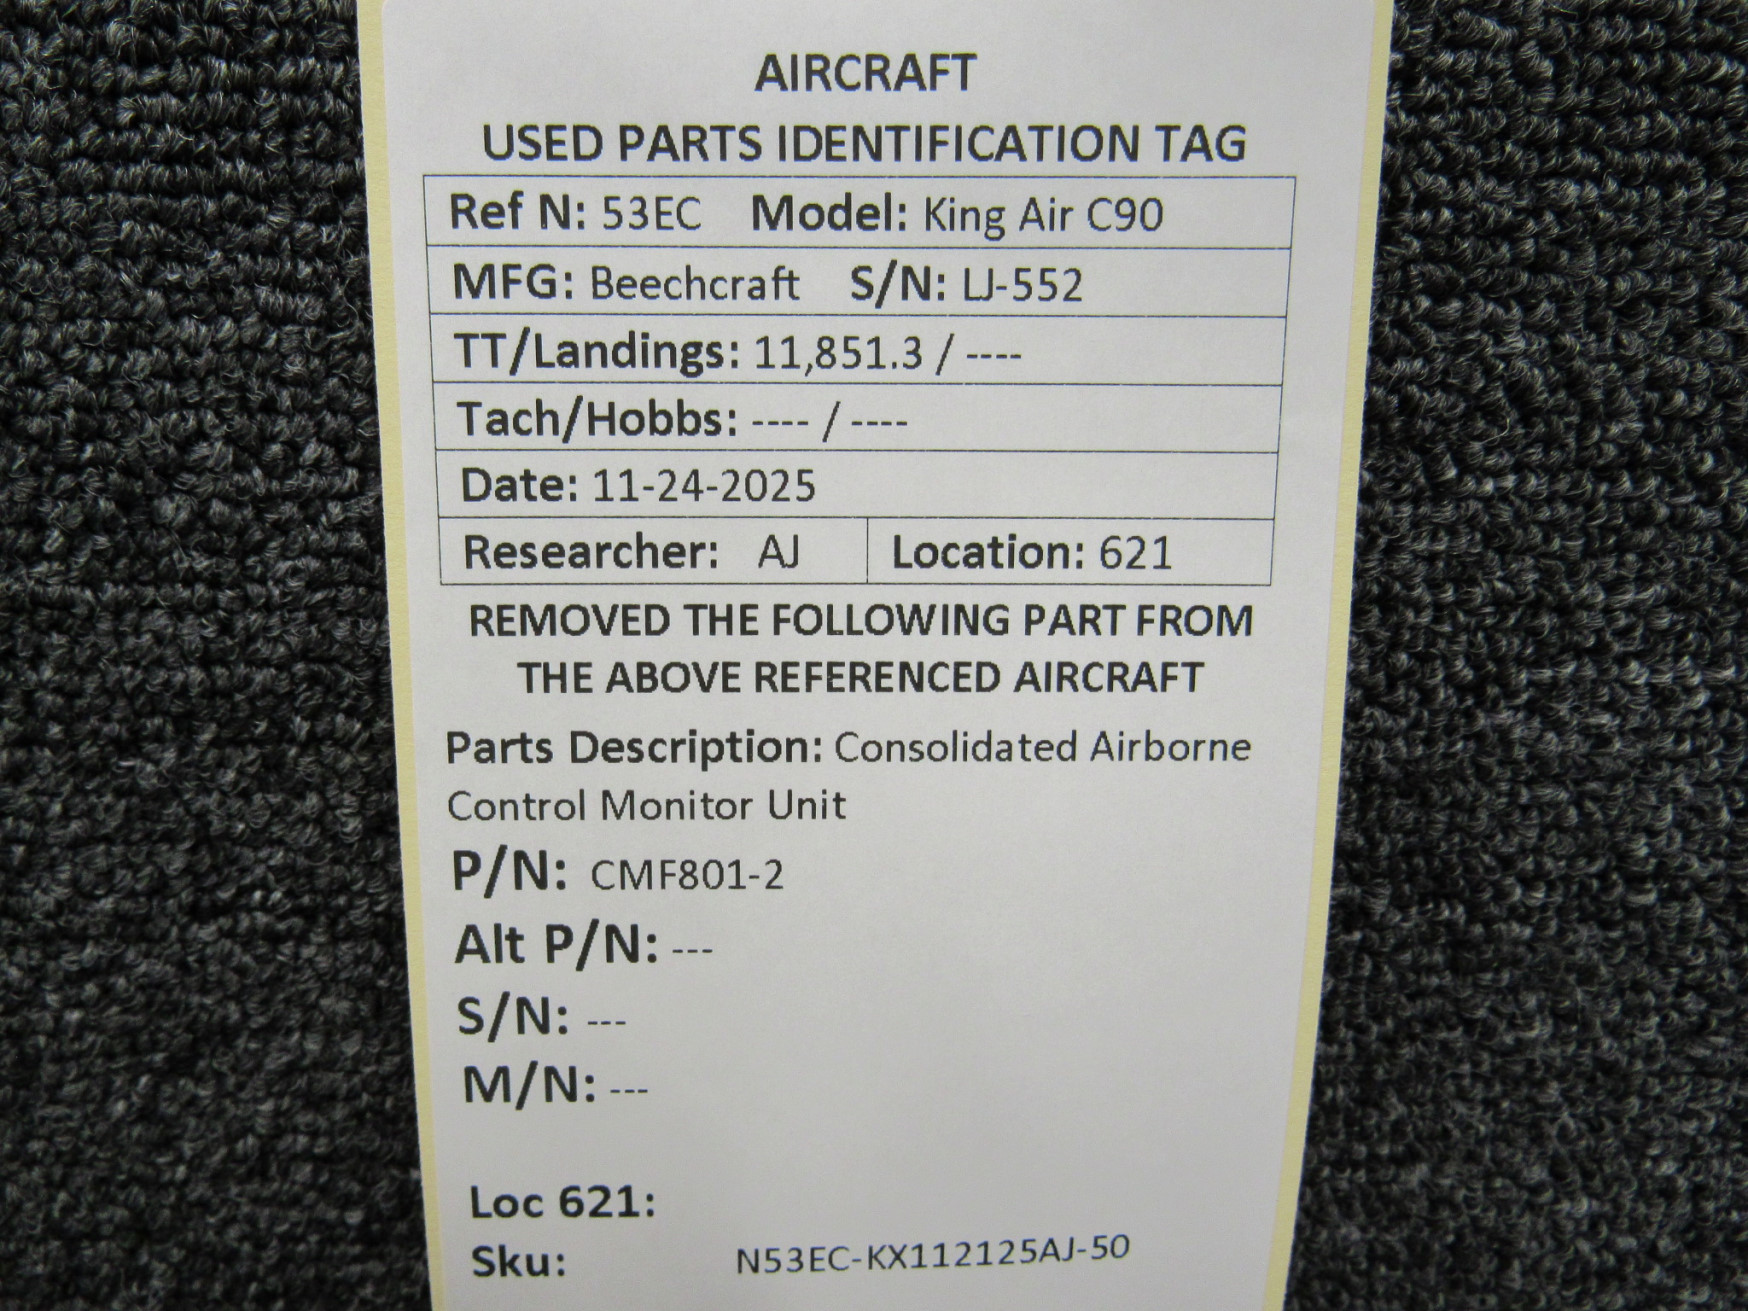 AIRCRAFT
USED PARTS IDENTIFICATION TAG
Ref N: 53EC Model: King Air C90
MFG: Beechcraft S/N: LJ-552
TT/Landings: 11,851.3 / ----
Tach/Hobbs: ---- / ----
Date: 11-24-2025
Researcher: AJ Location: 621
REMOVED THE FOLLOWING PART FROM
THE ABOVE REFERENCED AIRCRAFT
Parts Description: Consolidated Airborne
Control Monitor Unit
P/N: CMF801-2
Alt P/N: ---
S/N: ---
M/N: ---
Loc 621:
Sku: N53EC-KX112125AJ-50